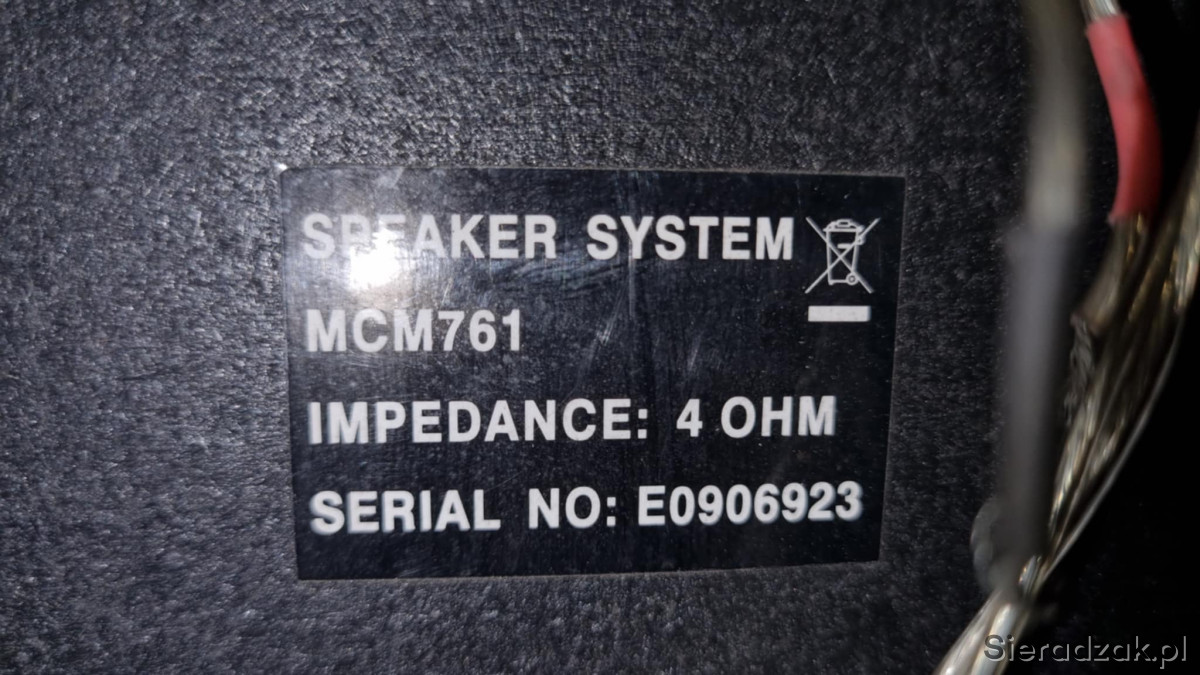 SPEAKER SYSTEM
MCM761
IMPEDANCE: 4 OHM
SERIAL NO: E0906923
Sieradzak.pl